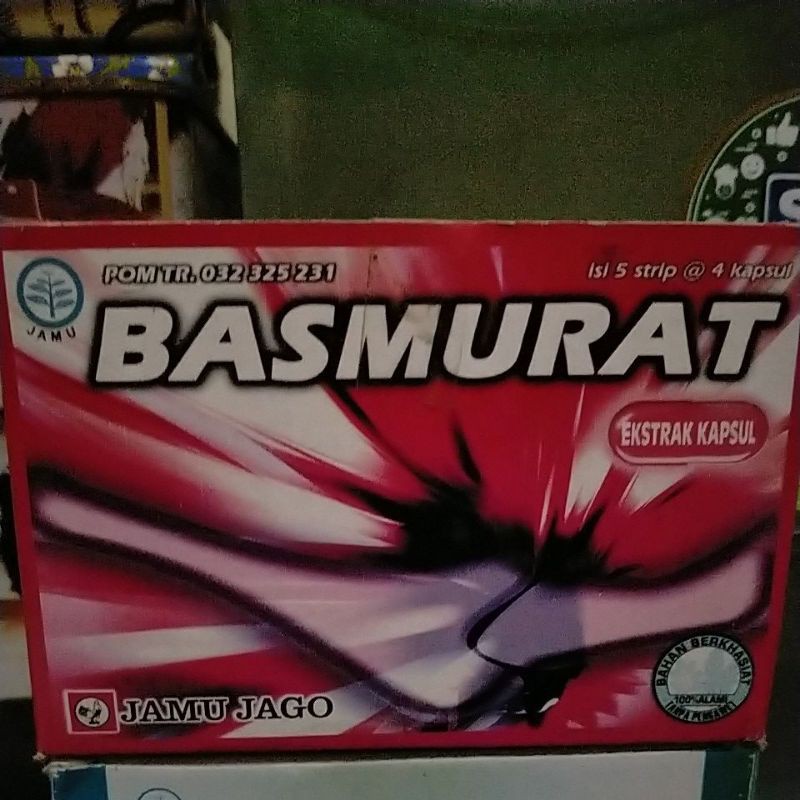 POM TR. 032 325 231
Isi 5 strip @ 4 kapsul
JAMU
BASMURAT
EKSTRAK KAPSUL
BAHAN BERKHASIAT
100% ALAMI
JAMU JAGO
S